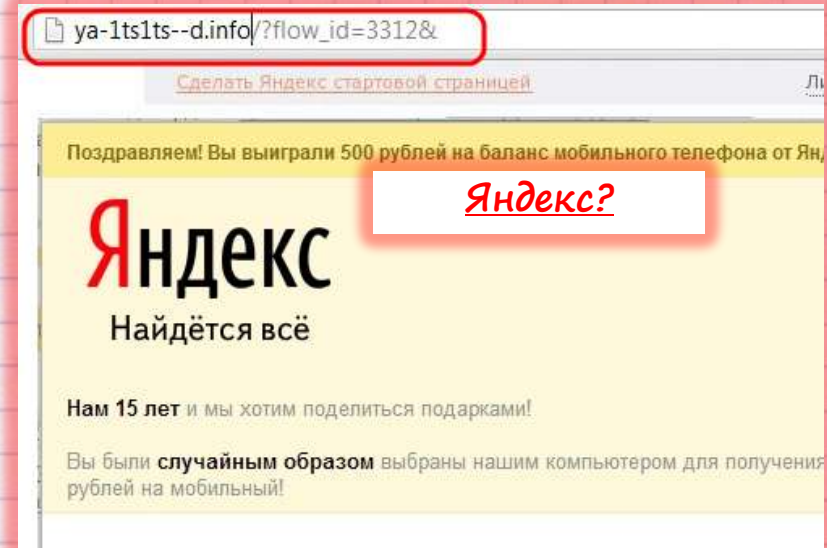 ya-1ts1ts--d.info/?flow_id=3312&
Сделать Яндекс стартовой страницей
Поздравляем! Вы выиграли 500 рублей на баланс мобильного телефона от
Яндекс?
Яндекс
Найдётся всё
Нам 15 лет и мы хотим поделиться подарками!
Вы были случайным образом выбраны нашим компьютером для получения
рублей на мобильный!